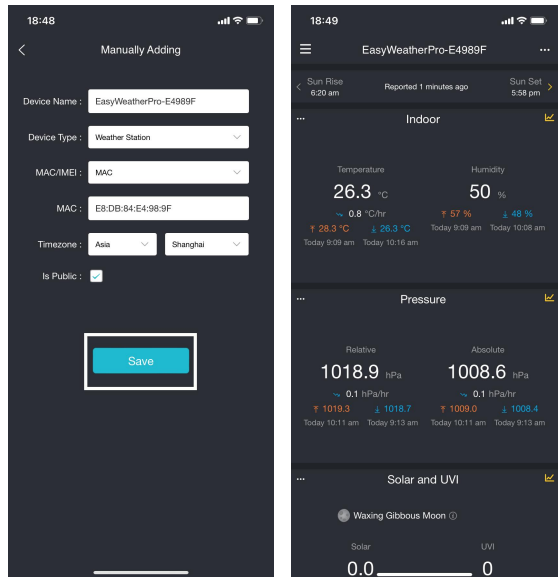 18:48
Manually Adding
Device Name : EasyWeatherPro-E4989F
Device Type : Weather Station
MAC/IMEI : MAC
MAC : E8:DB:84:E4:98:9F
Timezone : Asia Shanghai
Is Public :
Save
18:49
EasyWeatherPro-E4989F
Sun Rise Sun Set
6:20 am Reported 1 minutes ago 5:58 pm
Indoor
Temperature Humidity
26.3 °C 50 %
0.8 °C/hr 57 % 48 %
28.3 °C 26.3 °C Today 9:09 am Today 10:08 am
Today 9:09 am Today 10:16 am
Pressure
Relative Absolute
1018.9 hPa 1008.6 hPa
0.1 hPa/hr 0.1 hPa/hr
1019.3 1018.7 1009.0 1008.4
Today 10:11 am Today 9:13 am Today 10:11 am Today 9:13 am
Solar and UVI
Waxing Gibbous Moon
Solar UVI
0.0 0